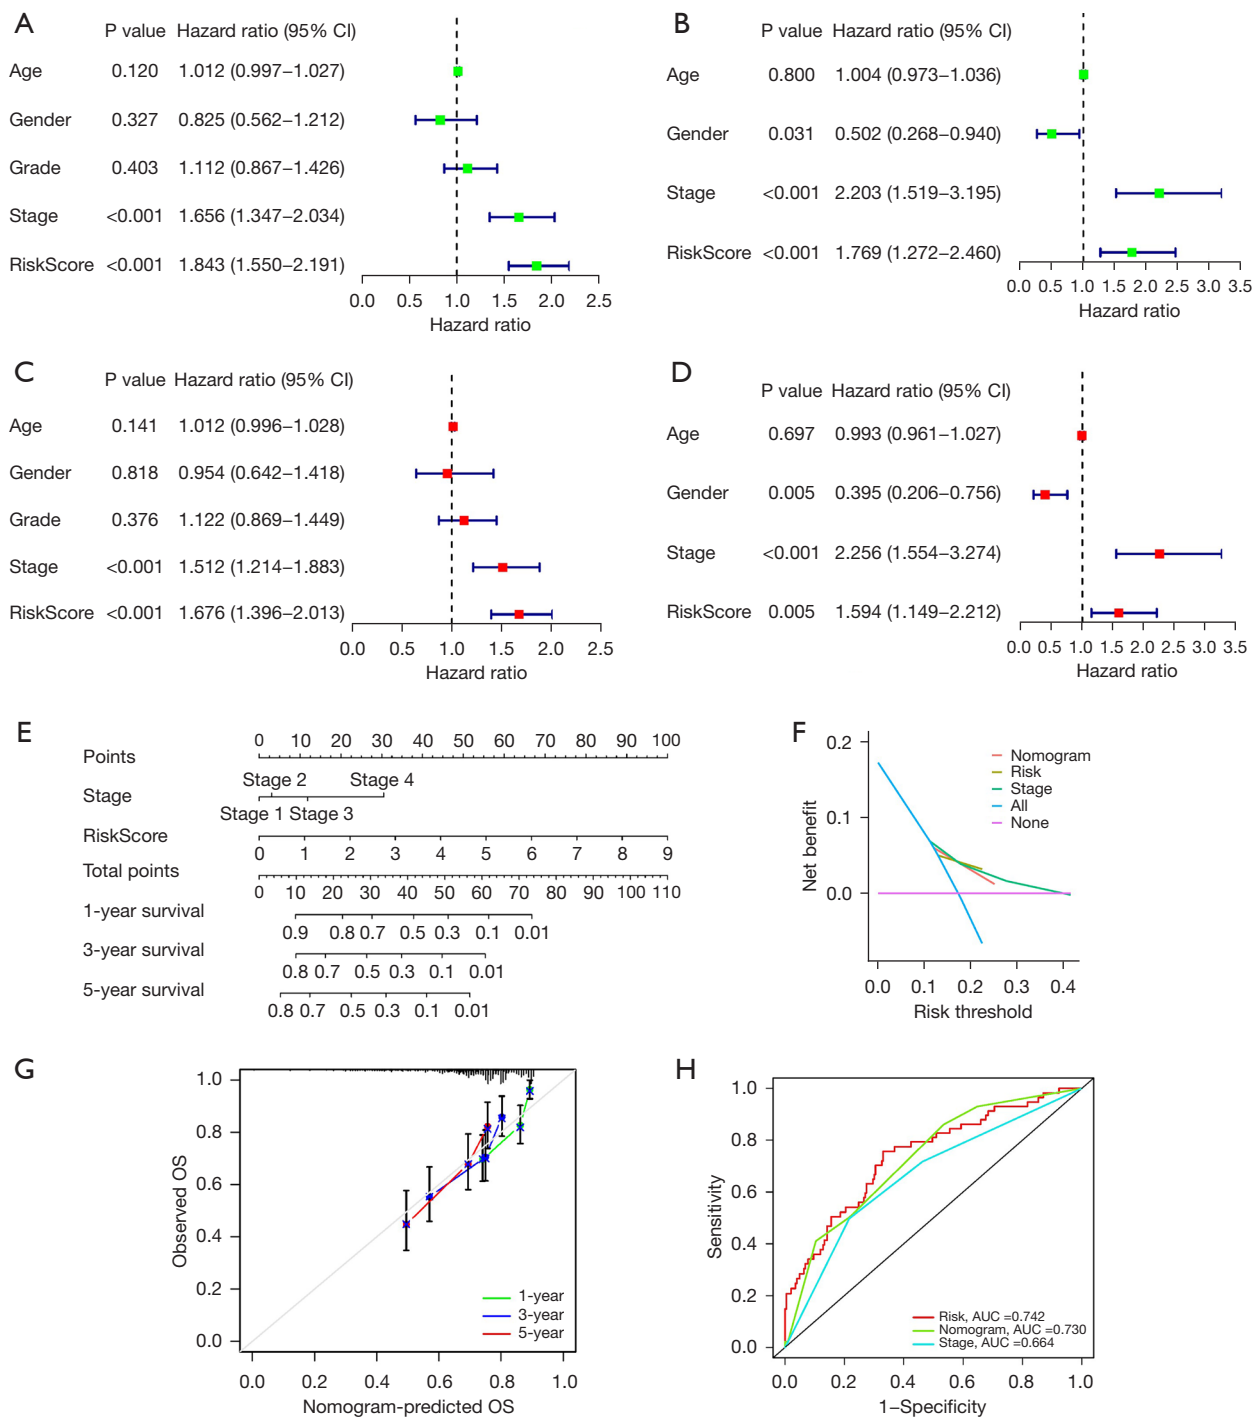 A
P value Hazard ratio (95% CI)
Age 0.120 1.012 (0.997–1.027)
Gender 0.327 0.825 (0.562–1.212)
Grade 0.403 1.112 (0.867–1.426)
Stage <0.001 1.656 (1.347–2.034)
RiskScore <0.001 1.843 (1.550–2.191)
0.0 0.5 1.0 1.5 2.0 2.5
Hazard ratio
B
P value Hazard ratio (95% CI)
Age 0.800 1.004 (0.973–1.036)
Gender 0.031 0.502 (0.268–0.940)
Stage <0.001 2.203 (1.519–3.195)
RiskScore <0.001 1.769 (1.272–2.460)
0.0 0.5 1.0 1.5 2.0 2.5 3.0 3.5
Hazard ratio
C
P value Hazard ratio (95% CI)
Age 0.141 1.012 (0.996–1.028)
Gender 0.818 0.954 (0.642–1.418)
Grade 0.376 1.122 (0.869–1.449)
Stage <0.001 1.512 (1.214–1.883)
RiskScore <0.001 1.676 (1.396–2.013)
0.0 0.5 1.0 1.5 2.0 2.5
Hazard ratio
D
P value Hazard ratio (95% CI)
Age 0.697 0.993 (0.961–1.027)
Gender 0.005 0.395 (0.206–0.756)
Stage <0.001 2.256 (1.554–3.274)
RiskScore 0.005 1.594 (1.149–2.212)
0.0 0.5 1.0 1.5 2.0 2.5 3.0 3.5
Hazard ratio
E
Points 0 10 20 30 40 50 60 70 80 90 100
Stage 2 Stage 4
Stage
Stage 1 Stage 3
RiskScore
0 1 2 3 4 5 6 7 8 9
Total points
0 10 20 30 40 50 60 70 80 90 100 110
1-year survival
0.9 0.8 0.7 0.5 0.3 0.1 0.01
3-year survival
0.8 0.7 0.5 0.3 0.1 0.01
5-year survival
0.8 0.7 0.5 0.3 0.1 0.01
F
Net benefit
0.2
0.1
0.0
Nomogram
Risk
Stage
All
None
0.0 0.1 0.2 0.3 0.4
Risk threshold
G
Observed OS
1.0
0.8
0.6
0.4
0.2
0.0
1-year
3-year
5-year
0.0 0.2 0.4 0.6 0.8 1.0
Nomogram-predicted OS
H
Sensitivity
1.0
0.8
0.6
0.4
0.2
0.0
Risk, AUC =0.742
Nomogram, AUC =0.730
Stage, AUC =0.664
0.0 0.2 0.4 0.6 0.8 1.0
1–Specificity